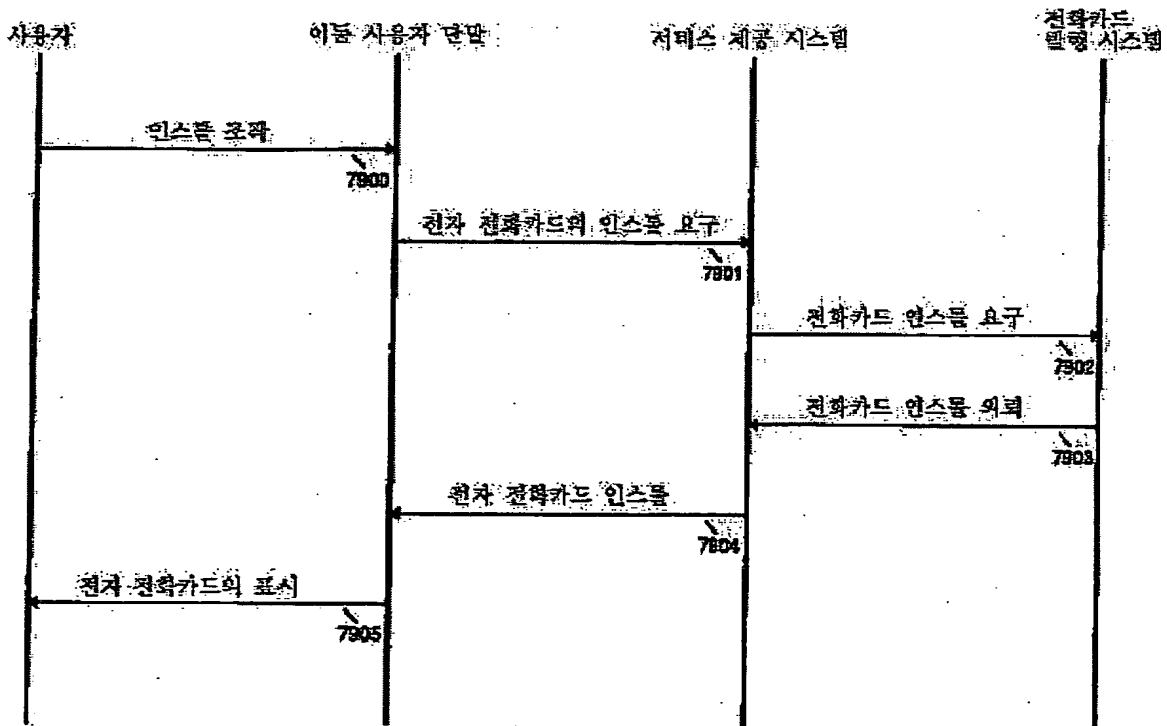 사용자
이동 사용자 단말
서비스 제공 시스템
전화카드
발행 시스템
인스톨 조작
7900
전자 전화카드의 인스톨 요구
7901
전화카드 인스톨 요구
7902
전화카드 인스톨 의뢰
7903
전자 전화카드 인스톨
7904
전자 전화카드의 표시
7905